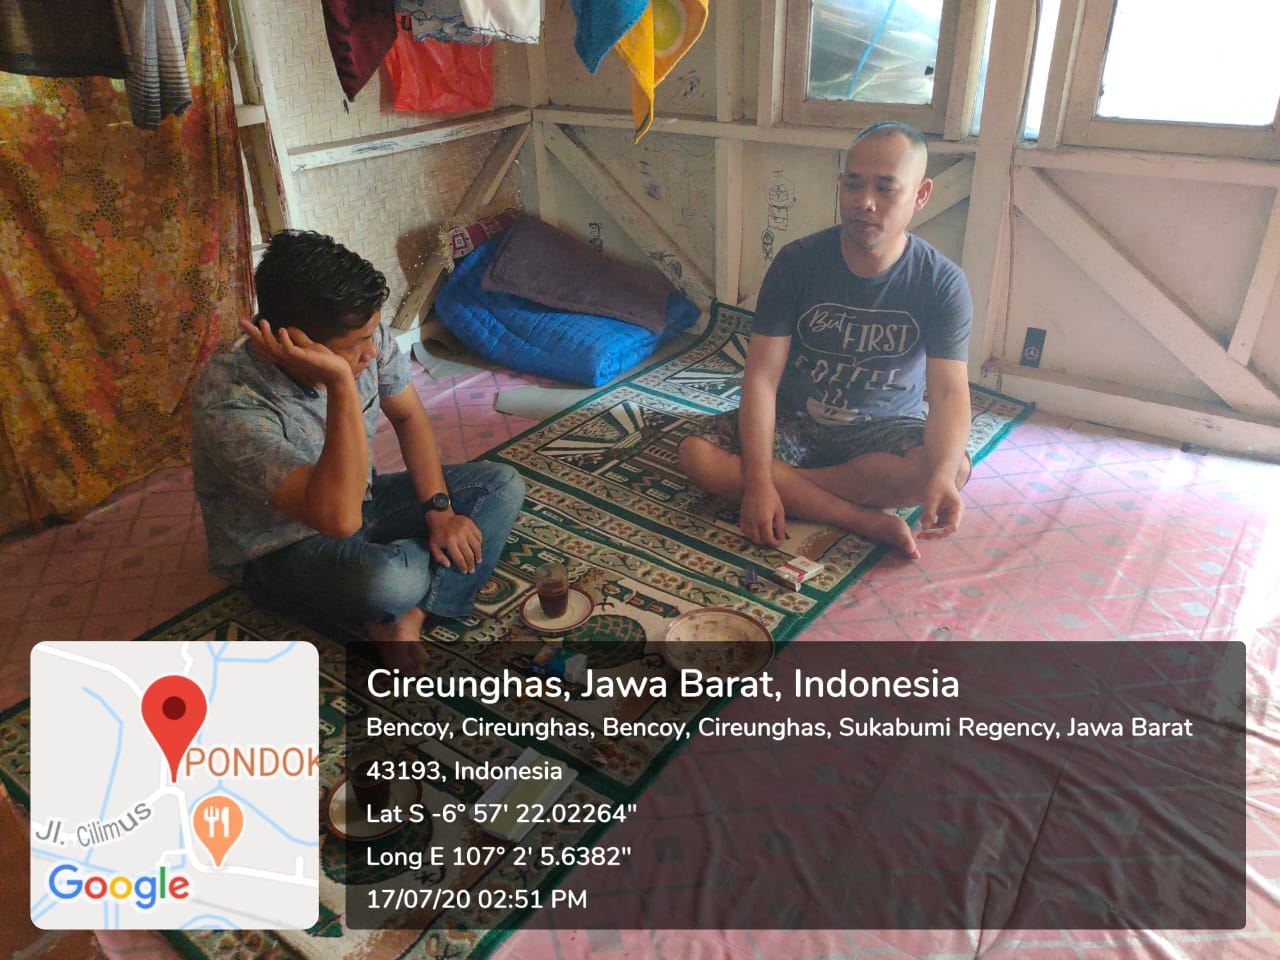 But
FIRST
COFFEE
PONDOK
Jl. Cilimus
Google
Cireunghas, Jawa Barat, Indonesia
Bencoy, Cireunghas, Bencoy, Cireunghas, Sukabumi Regency, Jawa Barat
43193, Indonesia
Lat S -6° 57' 22.02264"
Long E 107° 2' 5.6382"
17/07/20 02:51 PM